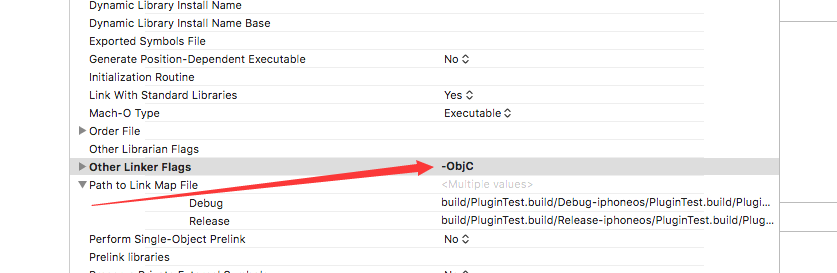 Dynamic Library Install Name
Dynamic Library Install Name Base
Exported Symbols File
Generate Position-Dependent Executable No
Initialization Routine
Link With Standard Libraries Yes
Mach-O Type Executable
Order File
Other Librarian Flags
Other Linker Flags -ObjC
Path to Link Map File <Multiple values>
Debug build/PluginTest.build/Debug-iphoneos/PluginTest.build/Plugi...
Release build/PluginTest.build/Release-iphoneos/PluginTest.build/Plug...
Perform Single-Object Prelink No
Prelink libraries